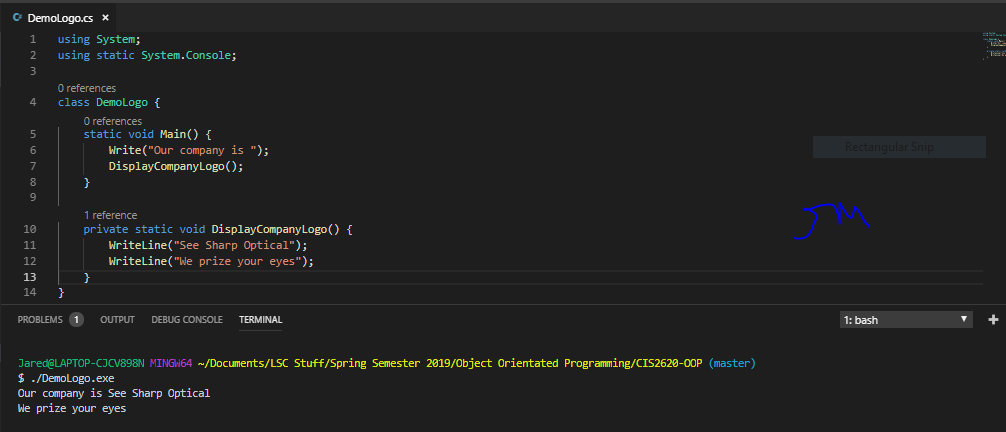 DemoLogo.cs ×
1 using System;
2 using static System.Console;
3
0 references
4 class DemoLogo {
0 references
5 static void Main() {
6 Write("Our company is ");
7 DisplayCompanyLogo();
8 }
9
1 reference
10 private static void DisplayCompanyLogo() {
11 WriteLine("See Sharp Optical");
12 WriteLine("We prize your eyes");
13 }
14 }
Rectangular Snip
PROBLEMS 1 OUTPUT DEBUG CONSOLE TERMINAL 1: bash
Jared@LAPTOP-CJCV898N MINGW64 ~/Documents/LSC Stuff/Spring Semester 2019/Object Orientated Programming/CIS2620-OOP (master)
$ ./DemoLogo.exe
Our company is See Sharp Optical
We prize your eyes